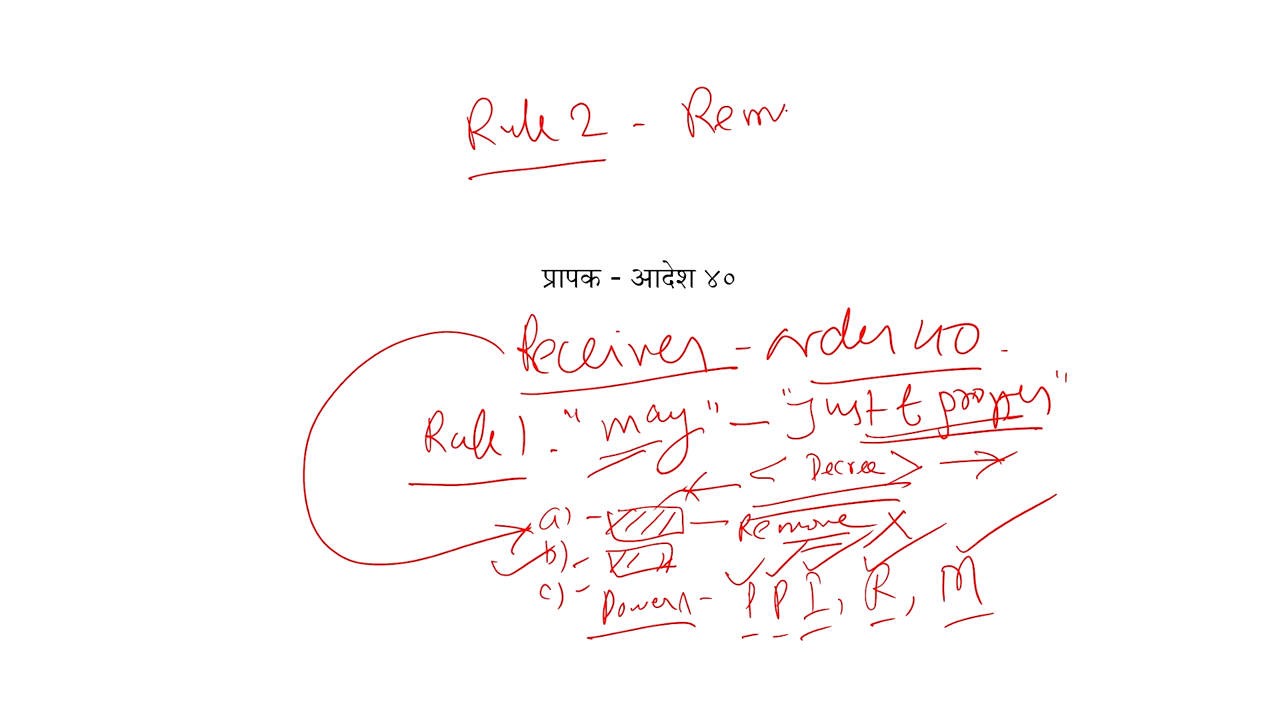 Rule 2 - Rem
प्रापक - आदेश ४०
Receiver - order 40.
Rule 1. "may" - "Just & proper"
< Decree >
a) - Remove X
b) -
c) - Powers - P P I, R, M